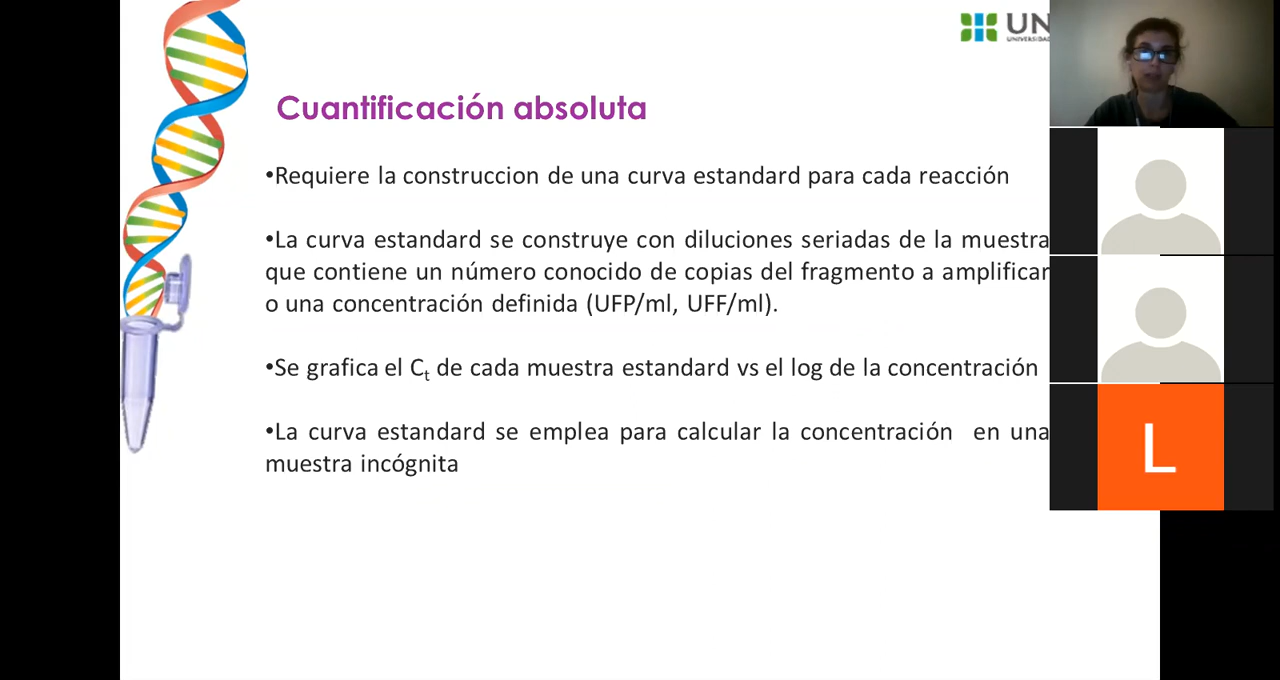 UN
UNIVERSIDA
Cuantificación absoluta
•Requiere la construccion de una curva estandard para cada reacción
•La curva estandard se construye con diluciones seriadas de la muestra
que contiene un número conocido de copias del fragmento a amplificar
o una concentración definida (UFP/ml, UFF/ml).
•Se grafica el Ct de cada muestra estandard vs el log de la concentración
•La curva estandard se emplea para calcular la concentración en una
muestra incógnita
L